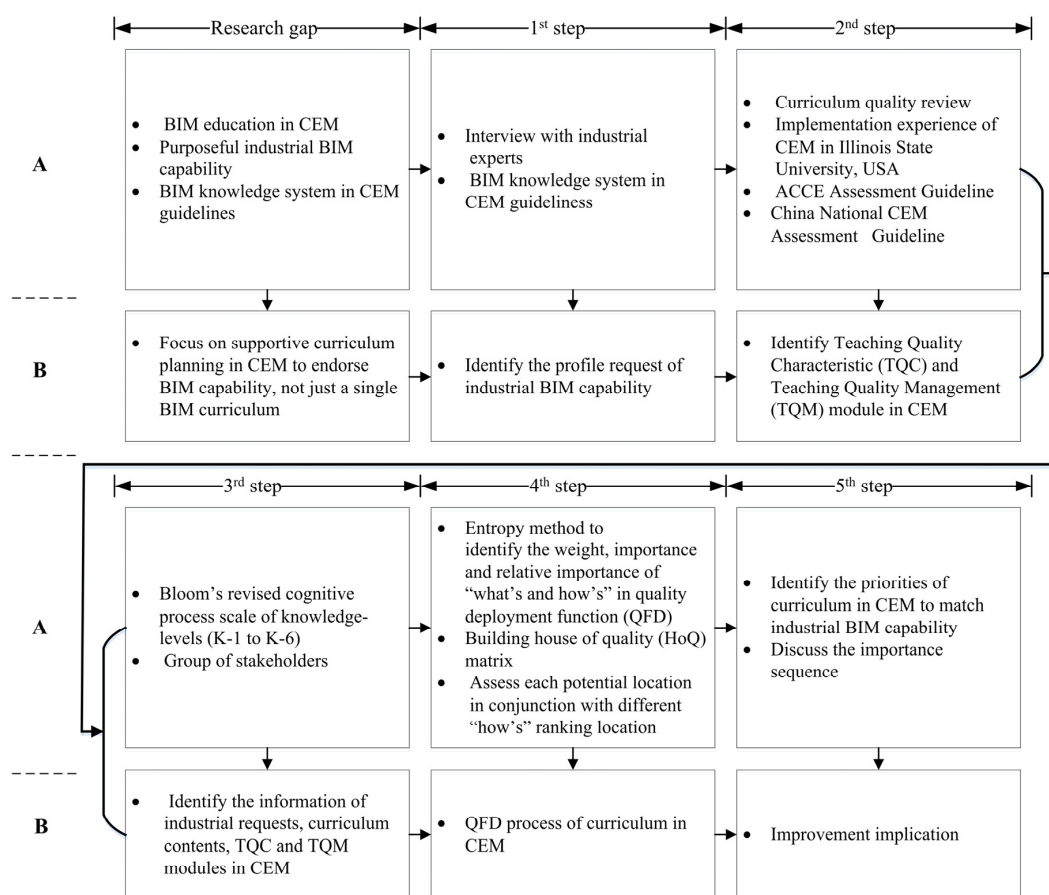 Research gap
1st step
2nd step
A
• BIM education in CEM
• Purposeful industrial BIM
capability
• BIM knowledge system in CEM
guidelines
• Interview with industrial
experts
• BIM knowledge system in
CEM guideliness
• Curriculum quality review
• Implementation experience of
CEM in Illinois State
University, USA
• ACCE Assessment Guideline
• China National CEM
Assessment Guideline
B
• Focus on supportive curriculum
planning in CEM to endorse
BIM capability, not just a single
BIM curriculum
• Identify the profile request of
industrial BIM capability
• Identify Teaching Quality
Characteristic (TQC) and
Teaching Quality Management
(TQM) module in CEM
3rd step
4th step
5th step
A
• Bloom's revised cognitive
process scale of knowledge-
levels (K-1 to K-6)
• Group of stakeholders
• Entropy method to
identify the weight, importance
and relative importance of
“what's and how's” in quality
deployment function (QFD)
• Building house of quality (HoQ)
matrix
• Assess each potential location
in conjunction with different
“how's” ranking location
• Identify the priorities of
curriculum in CEM to match
industrial BIM capability
• Discuss the importance
sequence
B
• Identify the information of
industrial requests, curriculum
contents, TQC and TQM
modules in CEM
• QFD process of curriculum in
CEM
• Improvement implication